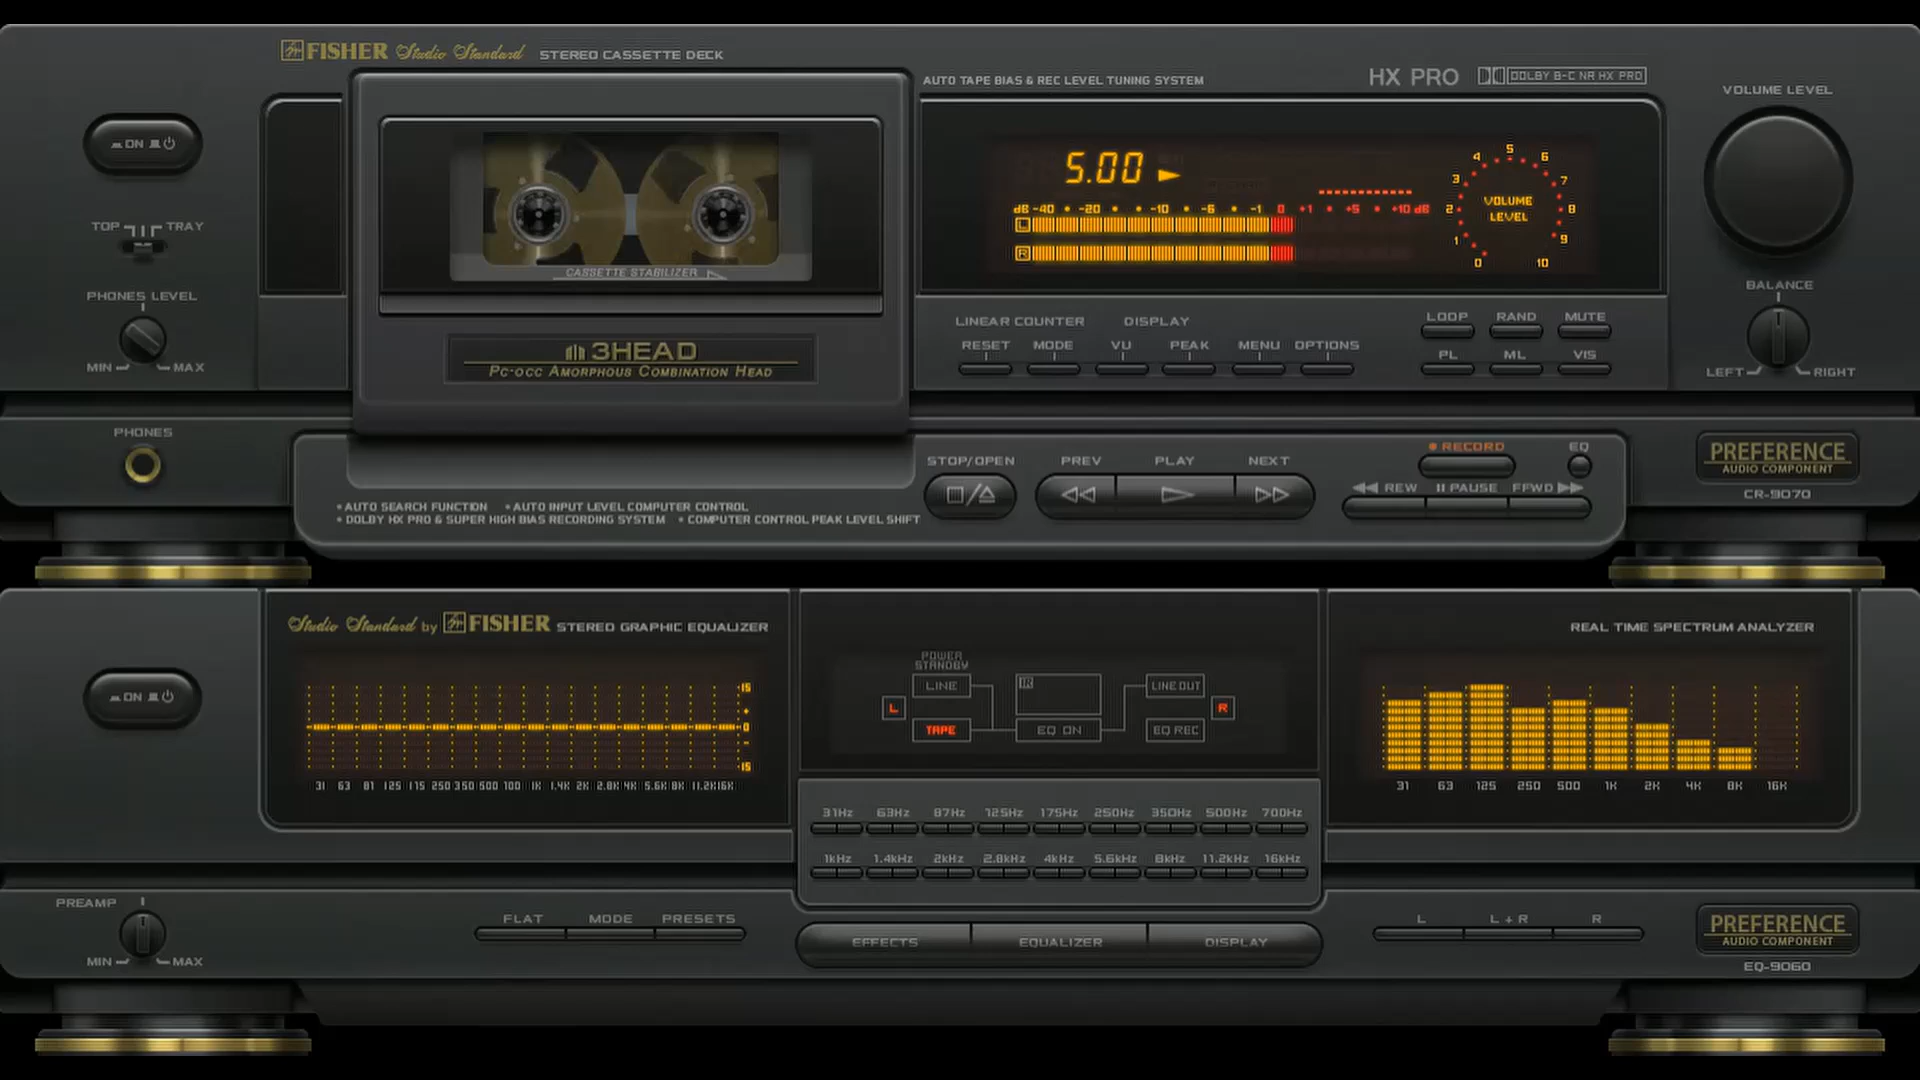 FISHER Studio Standard STEREO CASSETTE DECK
AUTO TAPE BIAS & REC LEVEL TUNING SYSTEM
HX PRO DOLBY B-C NR HX PRO
VOLUME LEVEL
ON
TOP TRAY
PHONES LEVEL
MIN MAX
CASSETTE STABILIZER
3HEAD
PC-OCC AMORPHOUS COMBINATION HEAD
5.00
dB -40 • -20 • • -10 • -6 • -1 0 +1 • +5 • +10 dB
L
R
0 1 2 3 4 5 6 7 8 9 10
VOLUME
LEVEL
LINEAR COUNTER DISPLAY
RESET MODE VU PEAK MENU OPTIONS
LOOP RAND MUTE
PL ML VIS
BALANCE
LEFT RIGHT
PHONES
• AUTO SEARCH FUNCTION • AUTO INPUT LEVEL COMPUTER CONTROL
• DOLBY HX PRO & SUPER HIGH BIAS RECORDING SYSTEM • COMPUTER CONTROL PEAK LEVEL SHIFT
STOP/OPEN PREV PLAY NEXT
• RECORD EQ
REW PAUSE FFWD
PREFERENCE
AUDIO COMPONENT
CR-9070
Studio Standard by FISHER STEREO GRAPHIC EQUALIZER
ON
15
+
0
-
15
31 63 81 125 175 250 350 500 100 1K 1.4K 2K 2.8K 4K 5.6K 8K 11.2K 16K
POWER
STANDBY
LINE IR LINE OUT
L R
TAPE EQ ON EQ REC
REAL TIME SPECTRUM ANALYZER
31 63 125 250 500 1K 2K 4K 8K 16K
31Hz 63Hz 87Hz 125Hz 175Hz 250Hz 350Hz 500Hz 700Hz
1kHz 1.4kHz 2kHz 2.8kHz 4kHz 5.6kHz 8kHz 11.2kHz 16kHz
PREAMP
MIN MAX
FLAT MODE PRESETS
EFFECTS EQUALIZER DISPLAY
L L + R R
PREFERENCE
AUDIO COMPONENT
EQ-9060